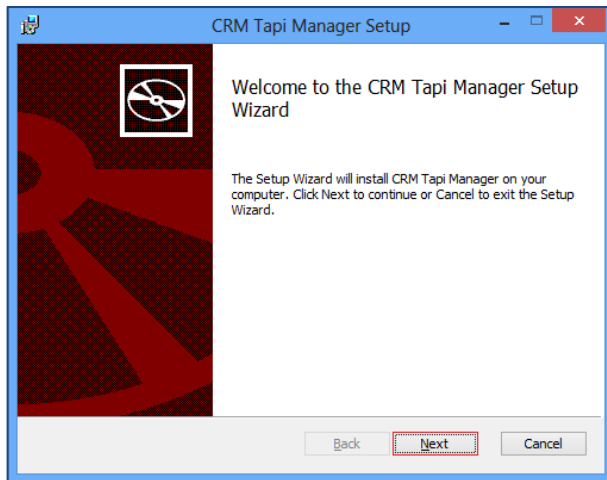 CRM Tapi Manager Setup
Welcome to the CRM Tapi Manager Setup
Wizard
The Setup Wizard will install CRM Tapi Manager on your
computer. Click Next to continue or Cancel to exit the Setup
Wizard.
Back Next Cancel